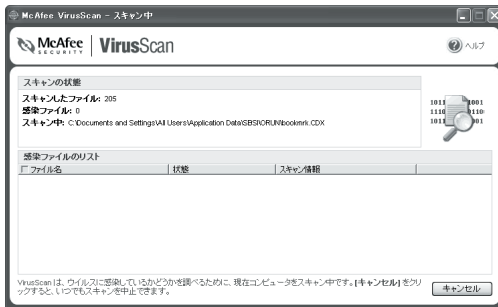 McAfee VirusScan - スキャン中
McAfee SECURITY VirusScan
ヘルプ
スキャンの状態
スキャンしたファイル: 205
感染ファイル: 0
スキャン中: C:\Documents and Settings\All Users\Application Data\SBSI\ORUN\bookmrk.CDX
1011 1001
1110 0110
1011 001
感染ファイルのリスト
ファイル名 状態 スキャン情報
VirusScan は、ウイルスに感染しているかどうかを調べるために、現在コンピュータをスキャン中です。[キャンセル] をクリ
ックすると、いつでもスキャンを中止できます。
キャンセル